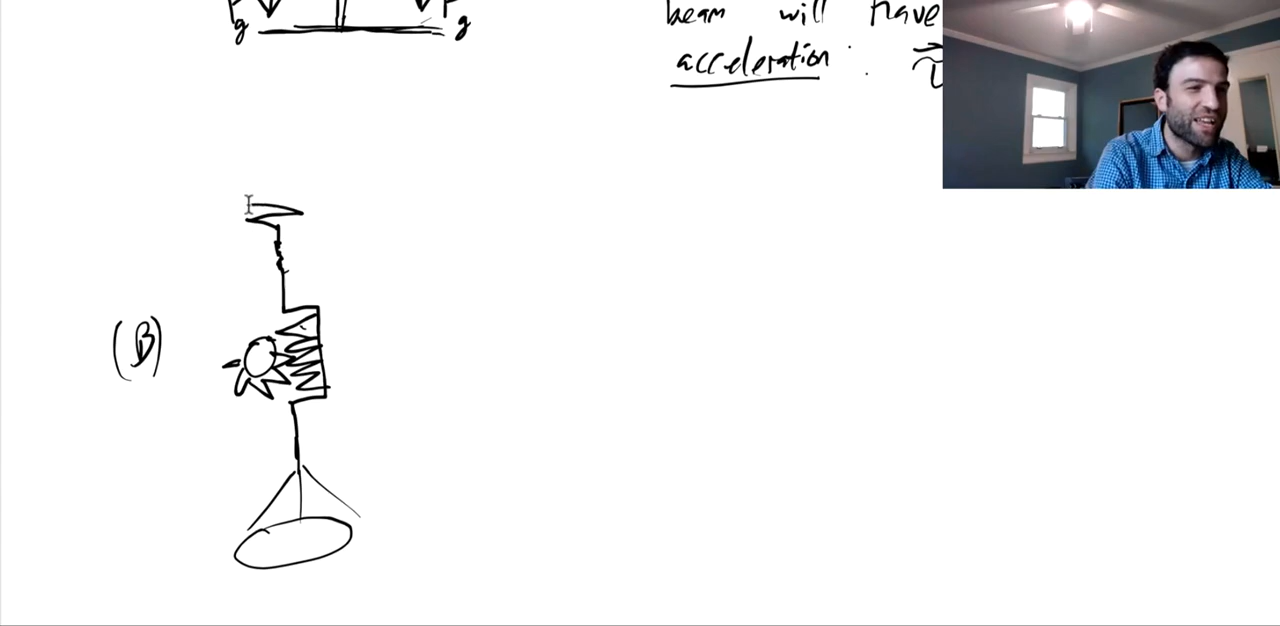 F F
g g
beam will have
acceleration : τ
(B)